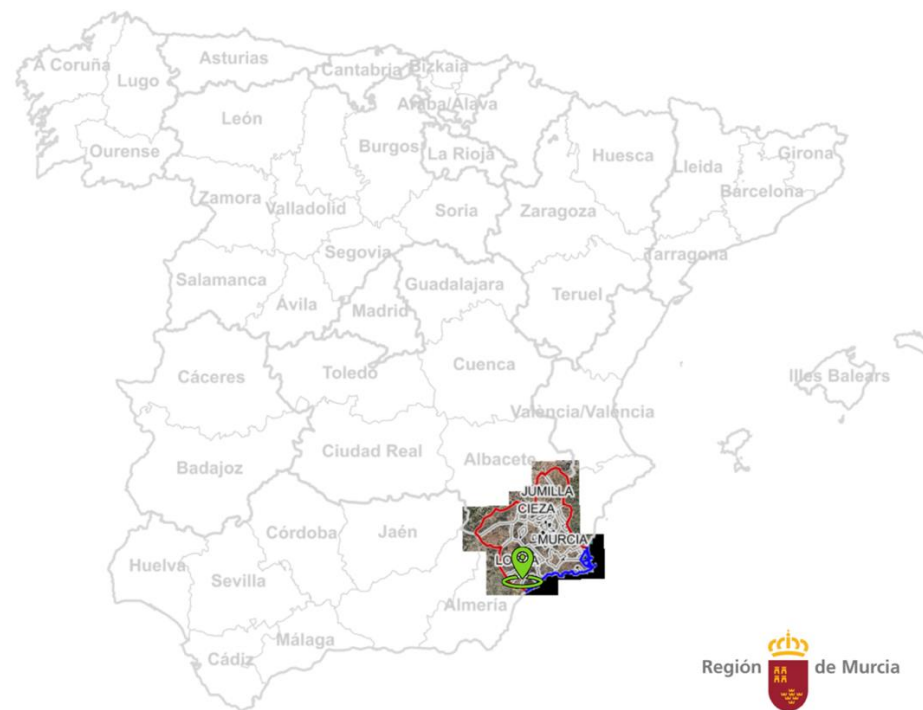 Asturias
Cantabria
Bizkaia
A Coruña
Lugo
Araba/Álava
León
Burgos
La Rioja
Huesca
Lleida
Girona
Ourense
Barcelona
Zamora
Valladolid
Soria
Zaragoza
Segovia
Tarragona
Salamanca
Guadalajara
Ávila
Madrid
Teruel
Cáceres
Toledo
Cuenca
Illes Balears
València/Valencia
Ciudad Real
Albacete
Badajoz
JUMILLA
CIEZA
Córdoba
Jaén
MURCIA
Huelva
Sevilla
Almería
Málaga
Cádiz
Región de Murcia